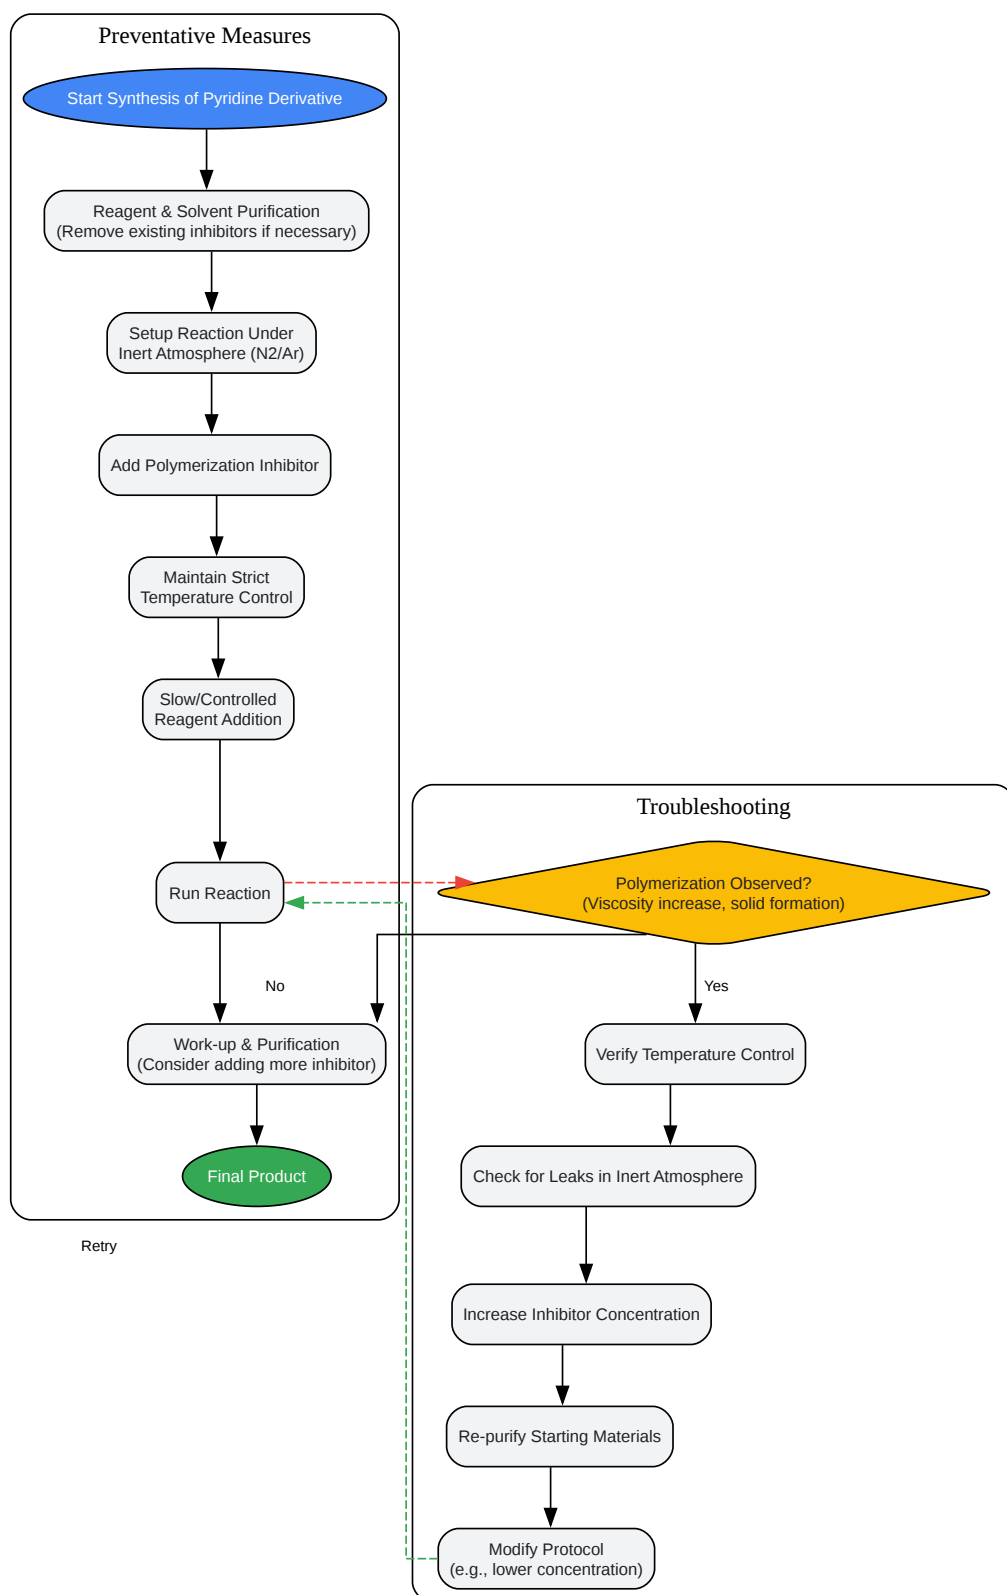 Preventative Measures
Start Synthesis of Pyridine Derivative
Reagent & Solvent Purification
(Remove existing inhibitors if necessary)
Setup Reaction Under
Inert Atmosphere (N2/Ar)
Add Polymerization Inhibitor
Maintain Strict
Temperature Control
Slow/Controlled
Reagent Addition
Run Reaction
No
Work-up & Purification
(Consider adding more inhibitor)
Final Product
Retry
Troubleshooting
Polymerization Observed?
(Viscosity increase, solid formation)
Yes
Verify Temperature Control
Check for Leaks in Inert Atmosphere
Increase Inhibitor Concentration
Re-purify Starting Materials
Modify Protocol
(e.g., lower concentration)